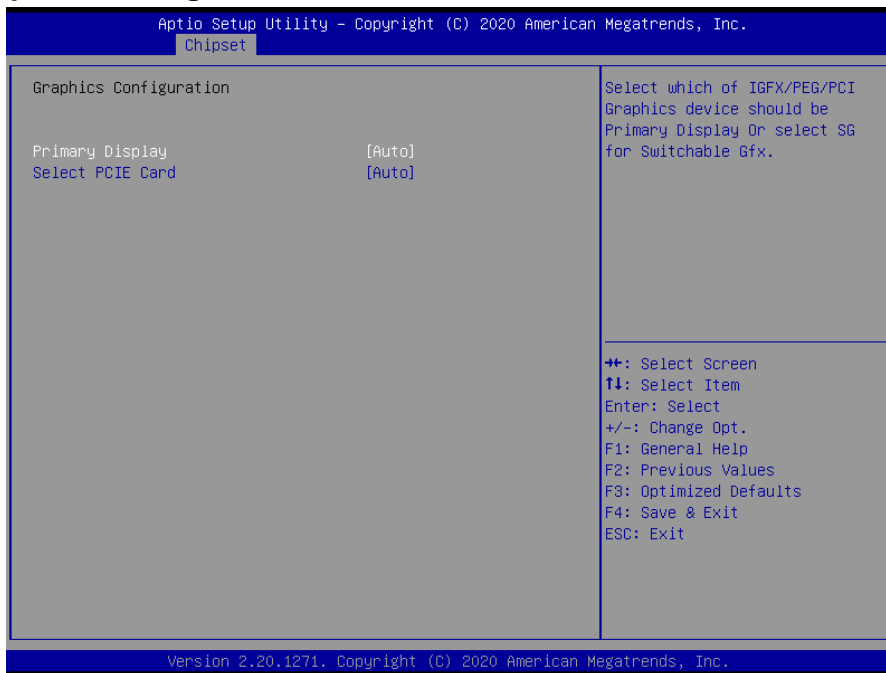 Aptio Setup Utility – Copyright (C) 2020 American Megatrends, Inc.
Chipset
Graphics Configuration
Primary Display [Auto]
Select PCIE Card [Auto]
Select which of IGFX/PEG/PCI
Graphics device should be
Primary Display Or select SG
for Switchable Gfx.
→←: Select Screen
↑↓: Select Item
Enter: Select
+/-: Change Opt.
F1: General Help
F2: Previous Values
F3: Optimized Defaults
F4: Save & Exit
ESC: Exit
Version 2.20.1271. Copyright (C) 2020 American Megatrends, Inc.